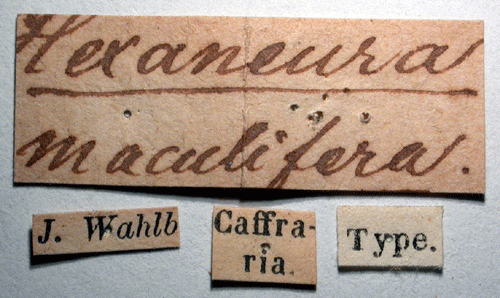 Hexaneura
maculifera.
J. Wahlb
Caffra-
ria.
Type.